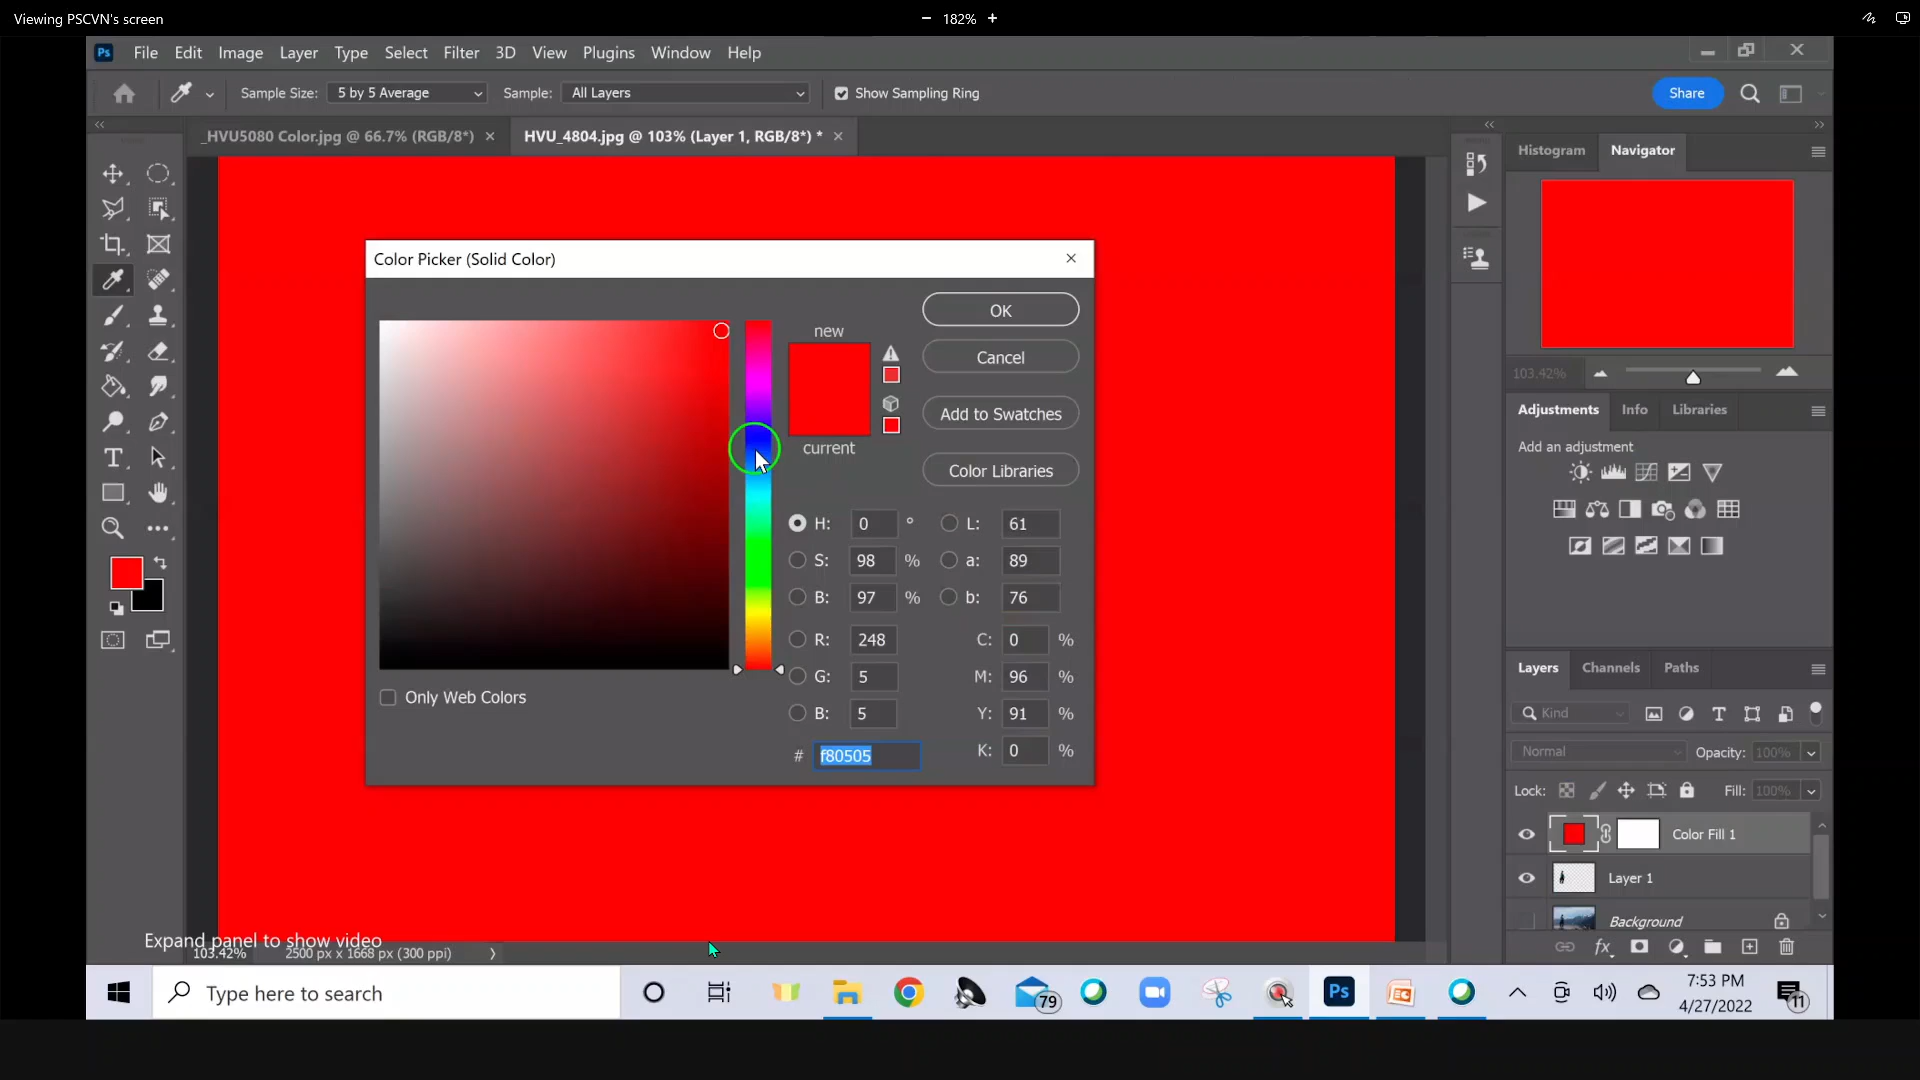 Viewing PSCVN's screen
− 182% +
Ps File Edit Image Layer Type Select Filter 3D View Plugins Window Help
Sample Size: 5 by 5 Average Sample: All Layers Show Sampling Ring Share
_HVU5080 Color.jpg @ 66.7% (RGB/8*) × HVU_4804.jpg @ 103% (Layer 1, RGB/8*) * ×
Histogram Navigator
103.42%
Color Picker (Solid Color)
new
current
OK
Cancel
Add to Swatches
Color Libraries
H: 0 °
S: 98 %
B: 97 %
R: 248
G: 5
B: 5
# f80505
L: 61
a: 89
b: 76
C: 0 %
M: 96 %
Y: 91 %
K: 0 %
Only Web Colors
Adjustments Info Libraries
Add an adjustment
Layers Channels Paths
Kind
Normal Opacity: 100%
Lock: Fill: 100%
Color Fill 1
Layer 1
Background
fx
Expand panel to show video
103.42% 2500 px x 1668 px (300 ppi)
Type here to search
79
Ps
7:53 PM
4/27/2022
11